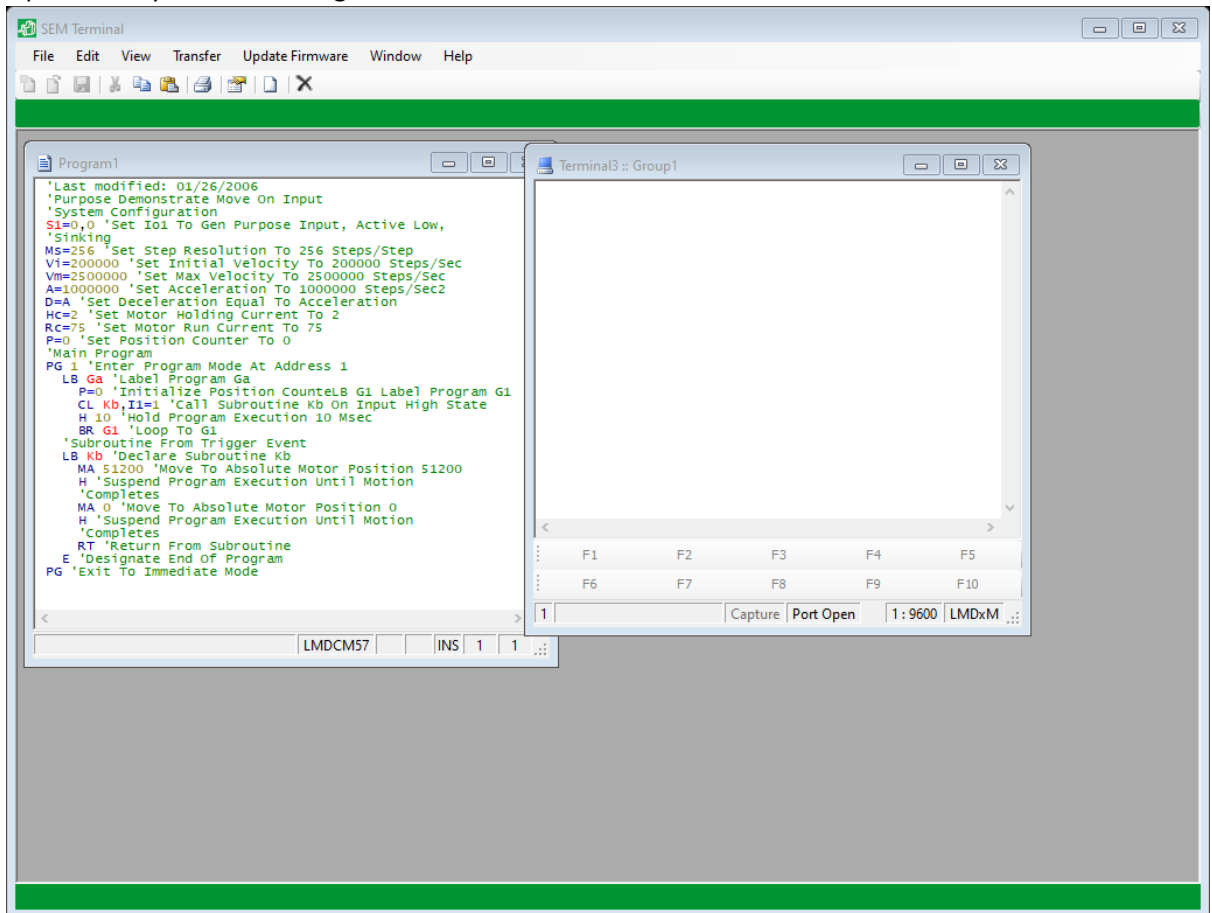 SEM Terminal
File Edit View Transfer Update Firmware Window Help
Program1
'Last modified: 01/26/2006
'Purpose Demonstrate Move On Input
'System Configuration
S1=0,0 'Set Io1 To Gen Purpose Input, Active Low,
'Sinking
Ms=256 'Set Step Resolution To 256 Steps/Step
Vi=200000 'Set Initial Velocity To 200000 Steps/Sec
Vm=2500000 'Set Max Velocity To 2500000 Steps/Sec
A=1000000 'Set Acceleration To 1000000 Steps/Sec2
D=A 'Set Deceleration Equal To Acceleration
Hc=2 'Set Motor Holding Current To 2
Rc=75 'Set Motor Run Current To 75
P=0 'Set Position Counter To 0
'Main Program
PG 1 'Enter Program Mode At Address 1
LB Ga 'Label Program Ga
P=0 'Initialize Position CounteLB G1 Label Program G1
CL Kb,I1=1 'Call Subroutine Kb On Input High State
H 10 'Hold Program Execution 10 Msec
BR G1 'Loop To G1
'Subroutine From Trigger Event
LB Kb 'Declare Subroutine Kb
MA 51200 'Move To Absolute Motor Position 51200
H 'Suspend Program Execution Until Motion
'Completes
MA 0 'Move To Absolute Motor Position 0
H 'Suspend Program Execution Until Motion
'Completes
RT 'Return From Subroutine
E 'Designate End Of Program
PG 'Exit To Immediate Mode
LMDCM57 INS 1 1
Terminal3 :: Group1
F1 F2 F3 F4 F5
F6 F7 F8 F9 F10
1 Capture Port Open 1 : 9600 LMDxM